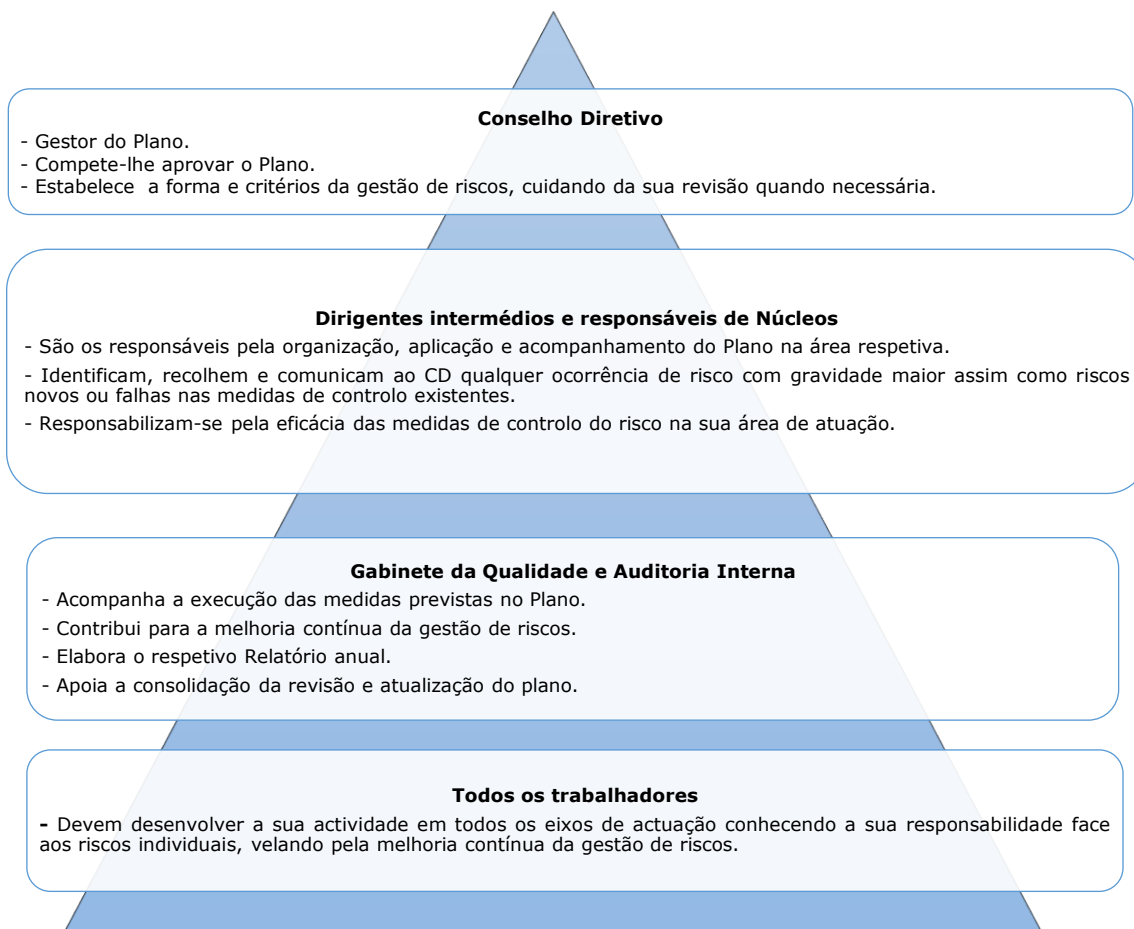 Conselho Diretivo
- Gestor do Plano.
- Compete-lhe aprovar o Plano.
- Estabelece a forma e critérios da gestão de riscos, cuidando da sua revisão quando necessária.
Dirigentes intermédios e responsáveis de Núcleos
- São os responsáveis pela organização, aplicação e acompanhamento do Plano na área respetiva.
- Identificam, recolhem e comunicam ao CD qualquer ocorrência de risco com gravidade maior assim como riscos
novos ou falhas nas medidas de controlo existentes.
- Responsabilizam-se pela eficácia das medidas de controlo do risco na sua área de atuação.
Gabinete da Qualidade e Auditoria Interna
- Acompanha a execução das medidas previstas no Plano.
- Contribui para a melhoria contínua da gestão de riscos.
- Elabora o respetivo Relatório anual.
- Apoia a consolidação da revisão e atualização do plano.
Todos os trabalhadores
- Devem desenvolver a sua actividade em todos os eixos de actuação conhecendo a sua responsabilidade face
aos riscos individuais, velando pela melhoria contínua da gestão de riscos.